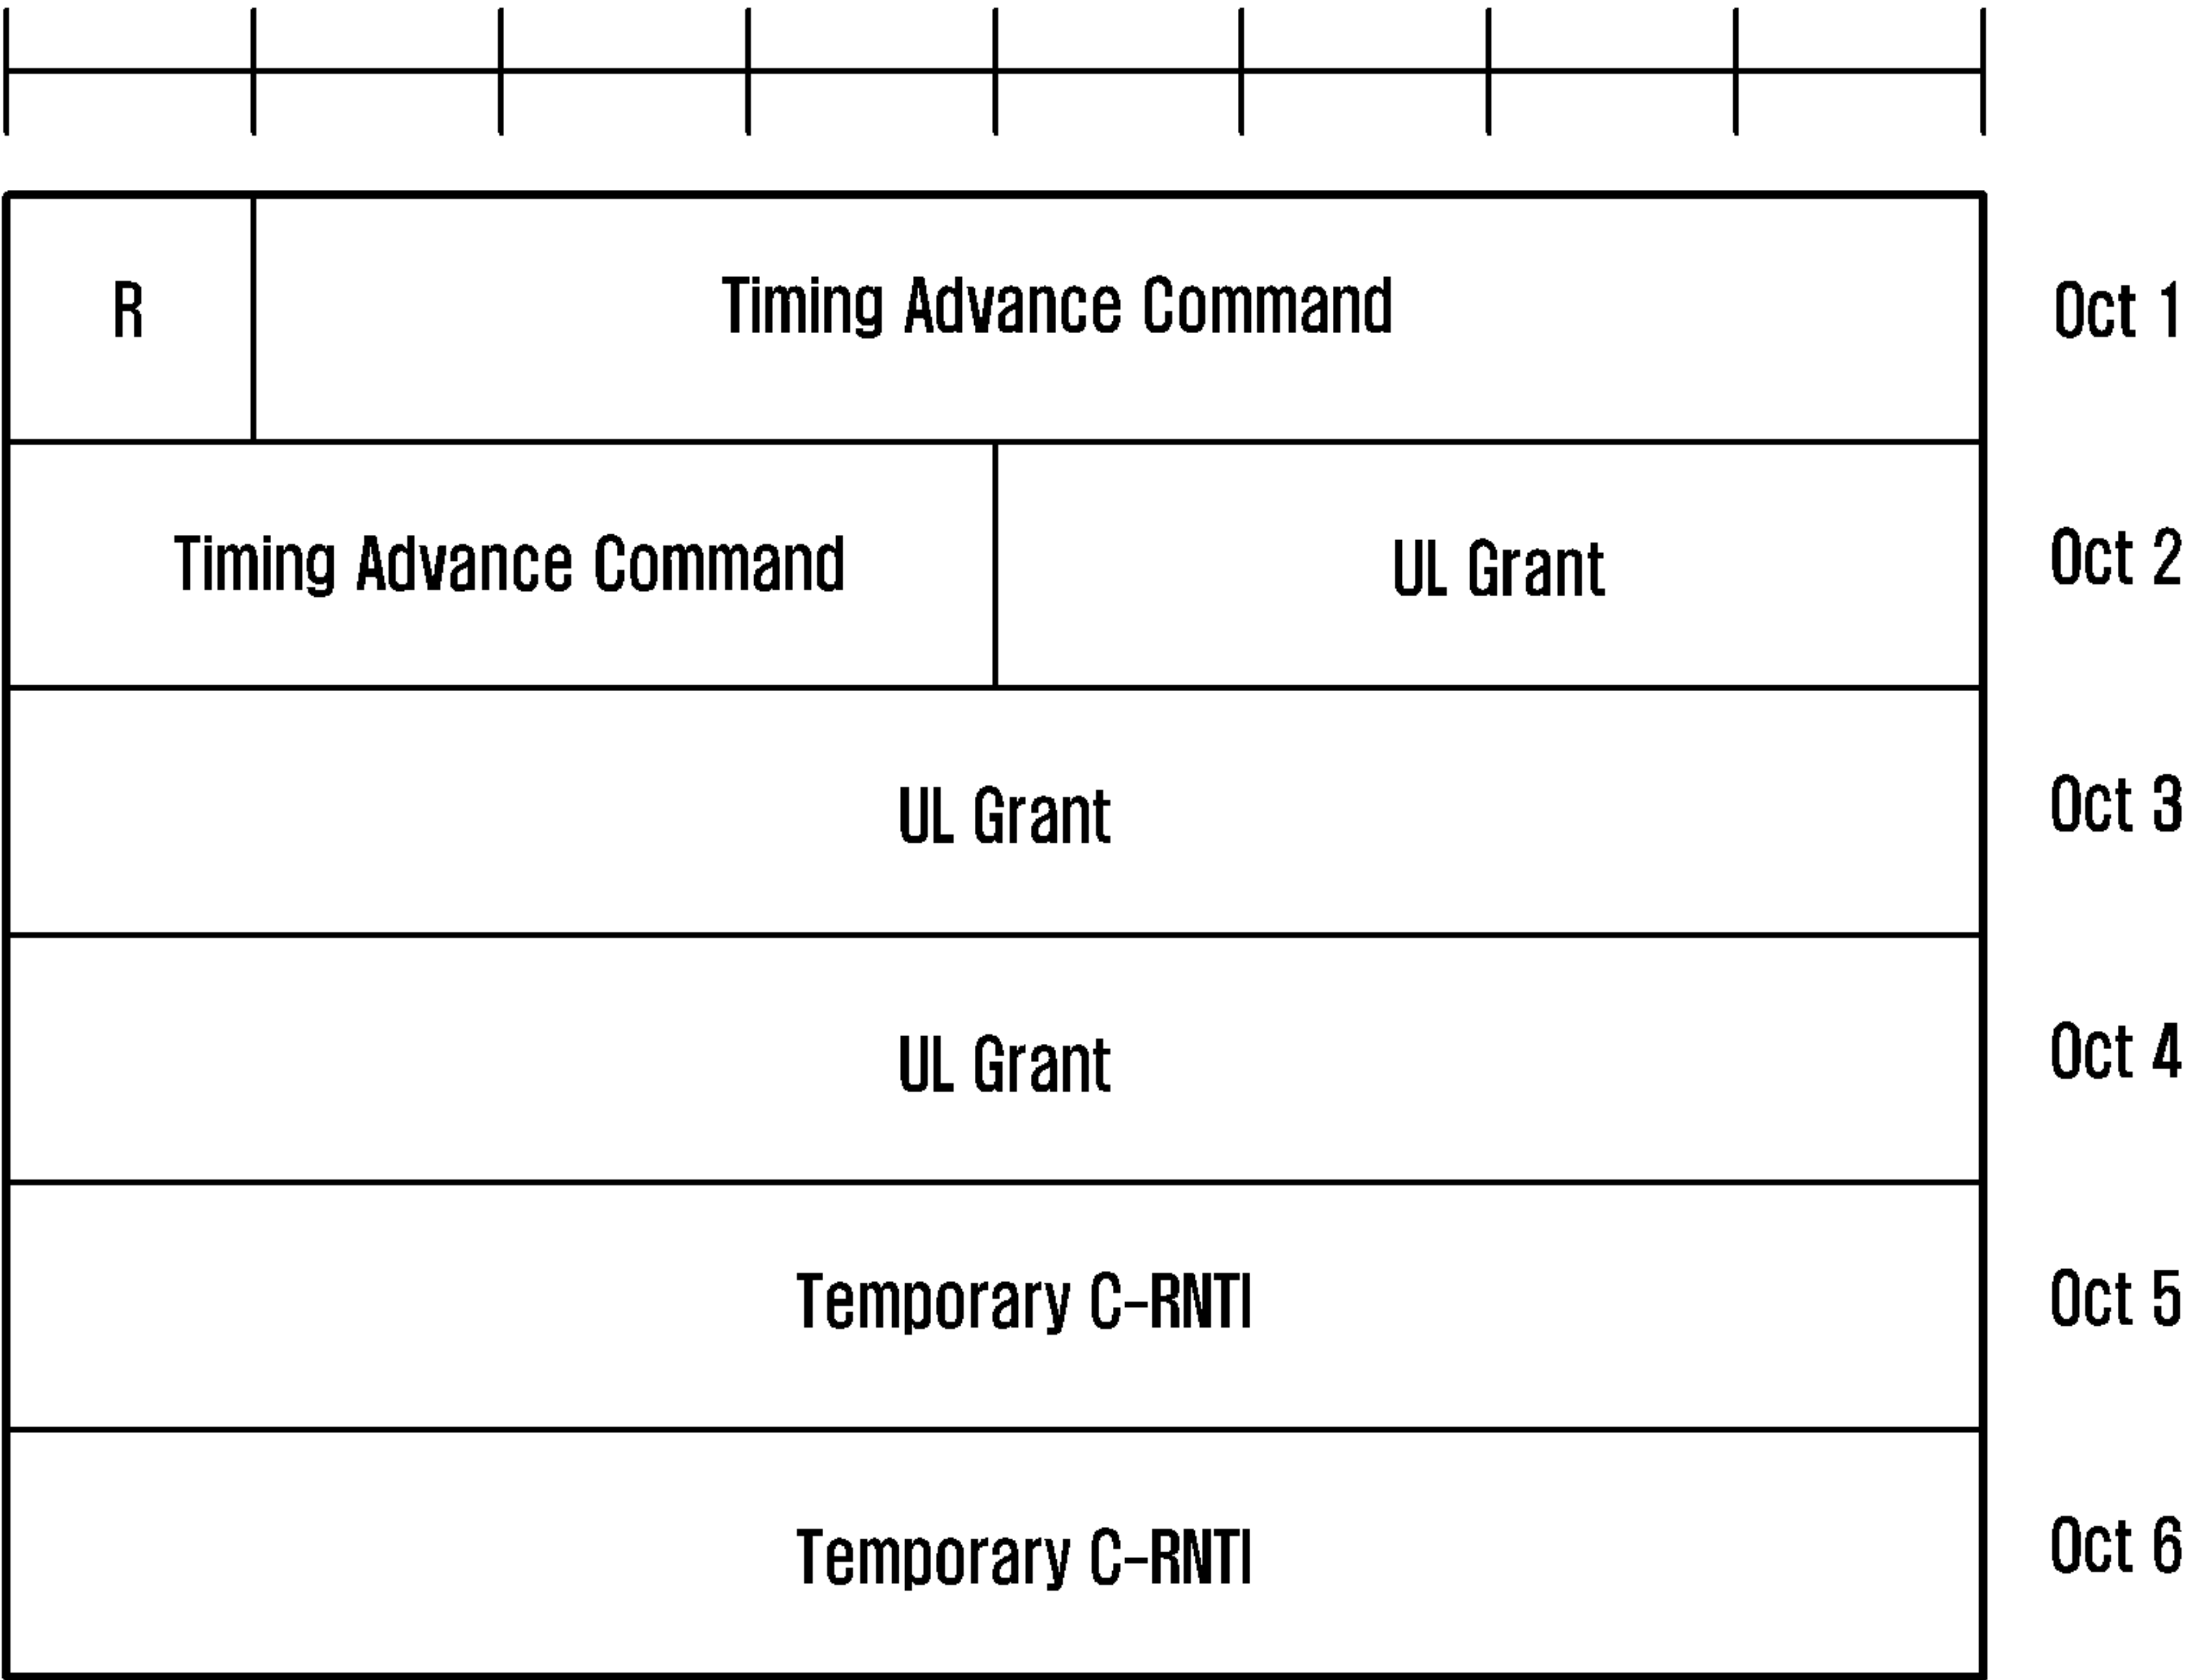 R Timing Advance Command Oct 1
Timing Advance Command UL Grant Oct 2
UL Grant Oct 3
UL Grant Oct 4
Temporary C-RNTI Oct 5
Temporary C-RNTI Oct 6